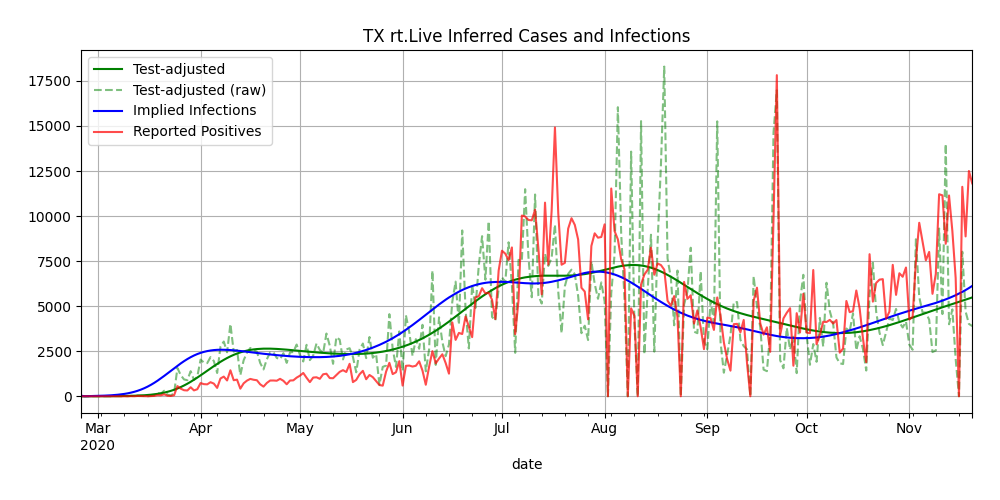 TX rt.Live Inferred Cases and Infections
Test-adjusted
Test-adjusted (raw)
Implied Infections
Reported Positives
17500
15000
12500
10000
7500
5000
2500
0
Mar Apr May Jun Jul Aug Sep Oct Nov
2020
date